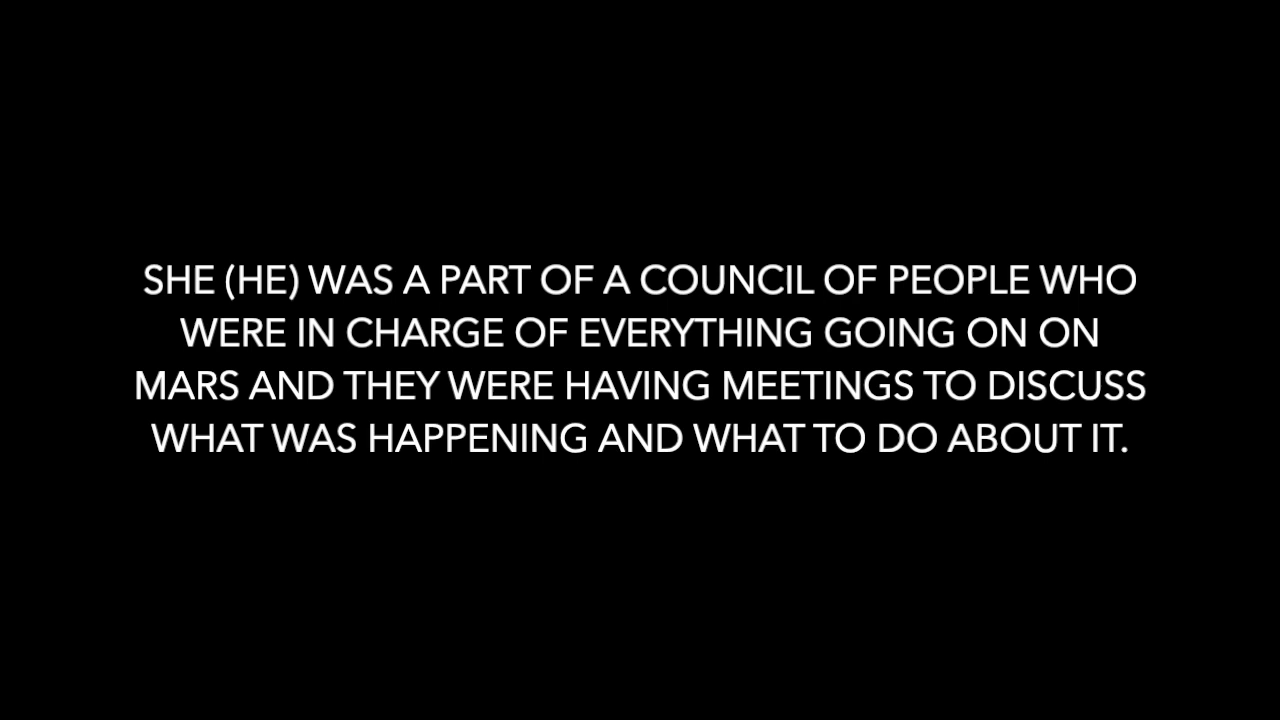 SHE (HE) WAS A PART OF A COUNCIL OF PEOPLE WHO
WERE IN CHARGE OF EVERYTHING GOING ON ON
MARS AND THEY WERE HAVING MEETINGS TO DISCUSS
WHAT WAS HAPPENING AND WHAT TO DO ABOUT IT.